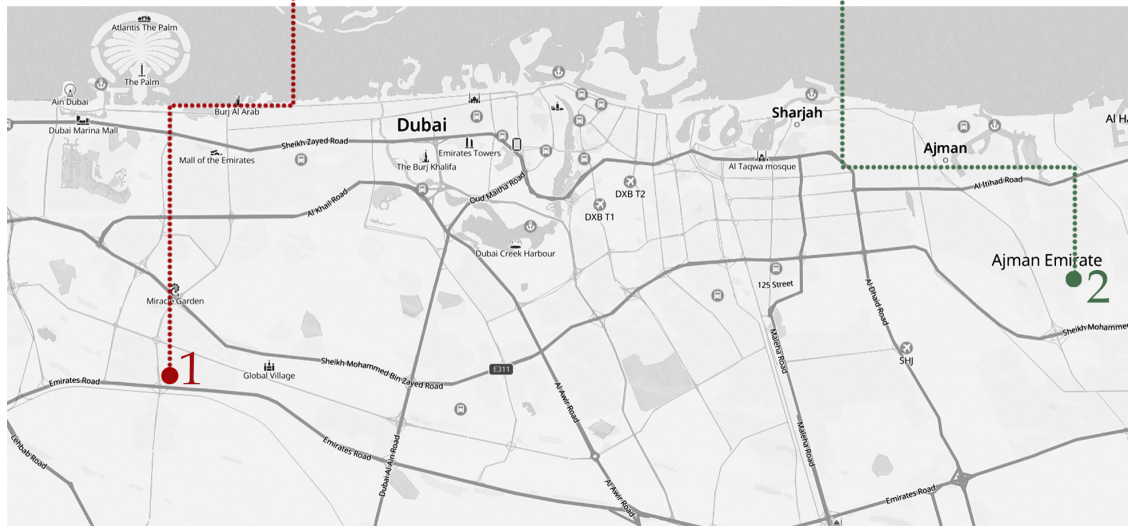 Atlantis The Palm
The Palm
Ain Dubai
Burj Al Arab
Dubai Marina Mall
Dubai
Sharjah
Al H
Sheikh Zayed Road
Mall of the Emirates
Emirates Towers
The Burj Khalifa
Al Taqwa mosque
Ajman
Oud Maitha Road
DXB T2
Al-Itihad Road
Al Khail Road
DXB T1
Dubai Creek Harbour
Ajman Emirate
125 Street
2
Miracle Garden
Al Dhaid Road
Sheikh Mohammed
Maleha Road
SHJ
1
Global Village
Sheikh Mohammed Bin Zayed Road
E311
Emirates Road
Al Awir Road
Lehbab Road
Emirates Road
Dubai-Al Ain Road
Maleha Road
Al Awir Road
Emirates Road